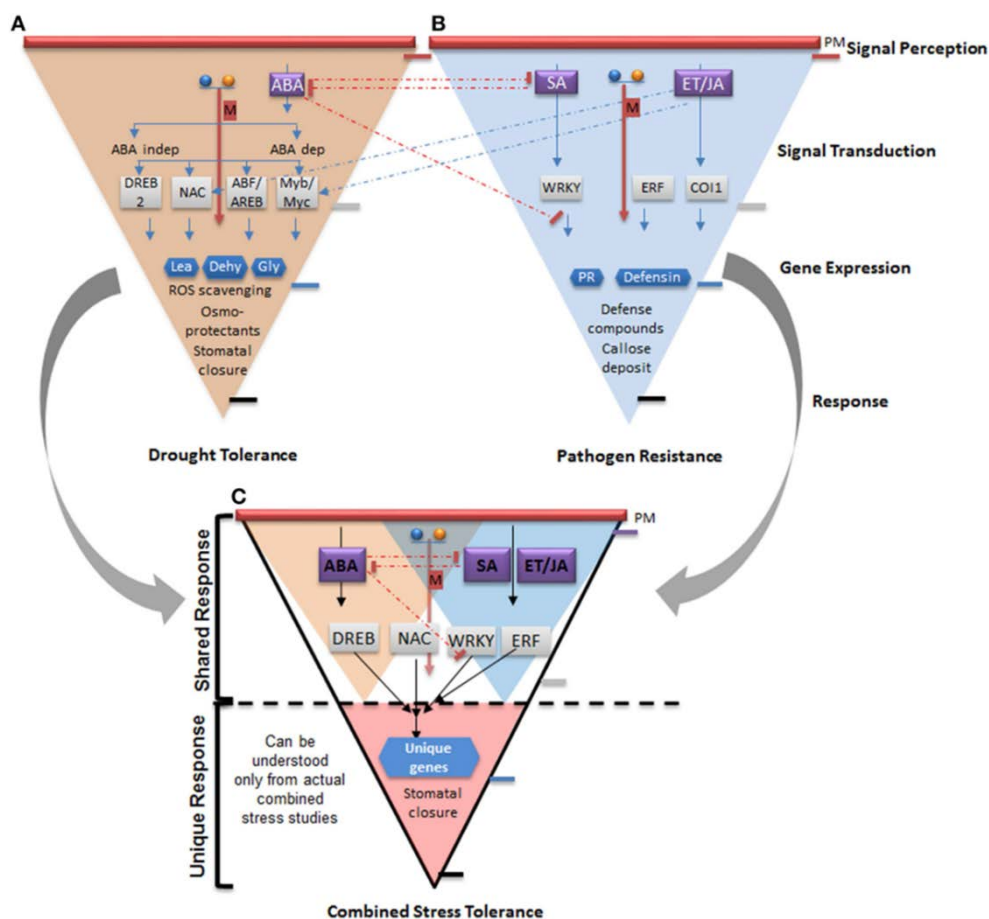 A
B
PM
Signal Perception
ABA
SA
ET/JA
M
M
Signal Transduction
ABA indep
ABA dep
DREB
2
NAC
ABF/
AREB
Myb/
Myc
WRKY
ERF
COI1
Gene Expression
Lea
Dehy
Gly
PR
Defensin
ROS scavenging
Osmo-
protectants
Stomatal
closure
Defense
compounds
Callose
deposit
Response
Drought Tolerance
Pathogen Resistance
C
PM
Shared Response
ABA
SA
ET/JA
M
DREB
NAC
WRKY
ERF
Unique Response
Can be
understood
only from actual
combined
stress studies
Unique
genes
Stomatal
closure
Combined Stress Tolerance